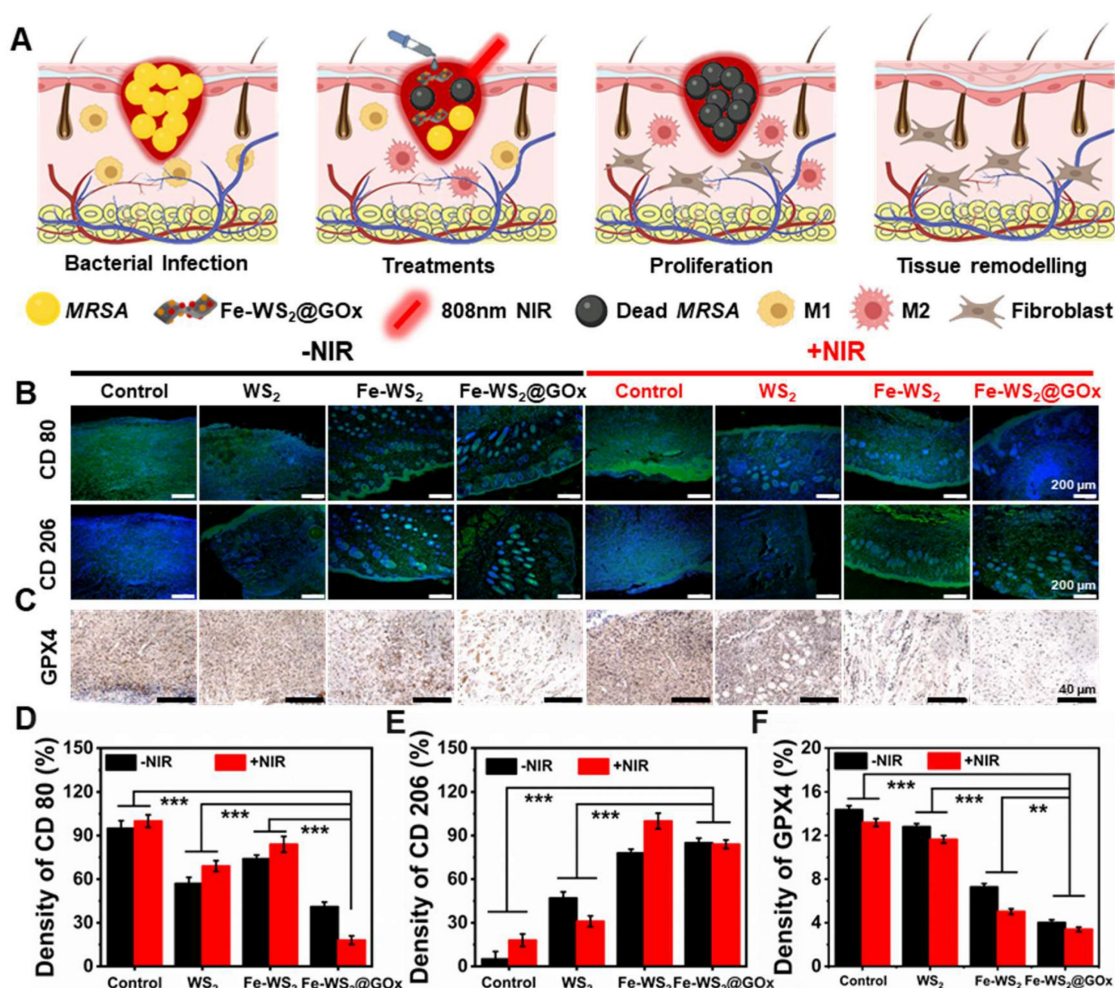 A
Bacterial Infection Treatments Proliferation Tissue remodelling
MRSA Fe-WS₂@GOx 808nm NIR Dead MRSA M1 M2 Fibroblast
-NIR +NIR
B Control WS₂ Fe-WS₂ Fe-WS₂@GOx Control WS₂ Fe-WS₂ Fe-WS₂@GOx
CD 80
200 μm
CD 206
200 μm
C
GPX4
40 μm
D
Density of CD 80 (%)
-NIR +NIR
150
120
90
60
30
0
***
***
***
Control WS₂ Fe-WS₂ Fe-WS₂@GOx
E
Density of CD 206 (%)
-NIR +NIR
150
120
90
60
30
0
***
***
Control WS₂ Fe-WS₂ Fe-WS₂@GOx
F
Density of GPX4 (%)
-NIR +NIR
20
16
12
8
4
0
***
***
**
Control WS₂ Fe-WS₂ Fe-WS₂@GOx